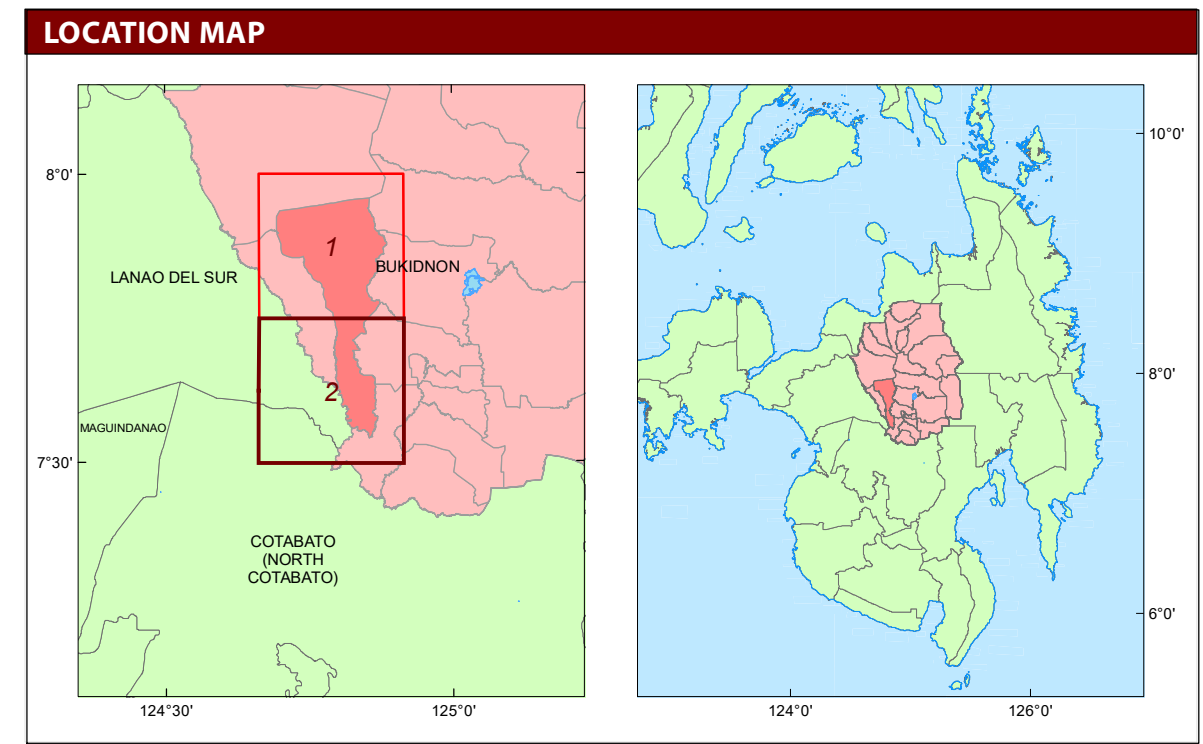 LOCATION MAP
8°0'
7°30'
124°30'
125°0'
1
2
LANAO DEL SUR
BUKIDNON
MAGUINDANAO
COTABATO
(NORTH
COTABATO)
10°0'
8°0'
6°0'
124°0'
126°0'